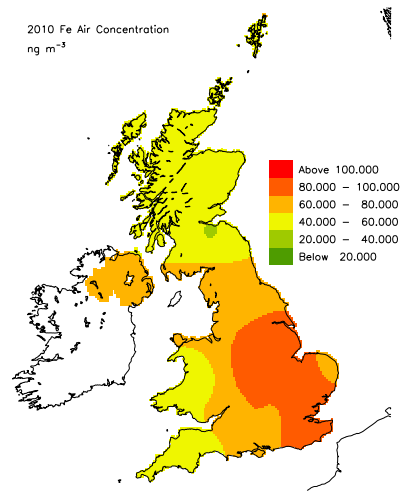 2010 Fe Air Concentration
ng m⁻³
Above 100.000
80.000 – 100.000
60.000 – 80.000
40.000 – 60.000
20.000 – 40.000
Below 20.000